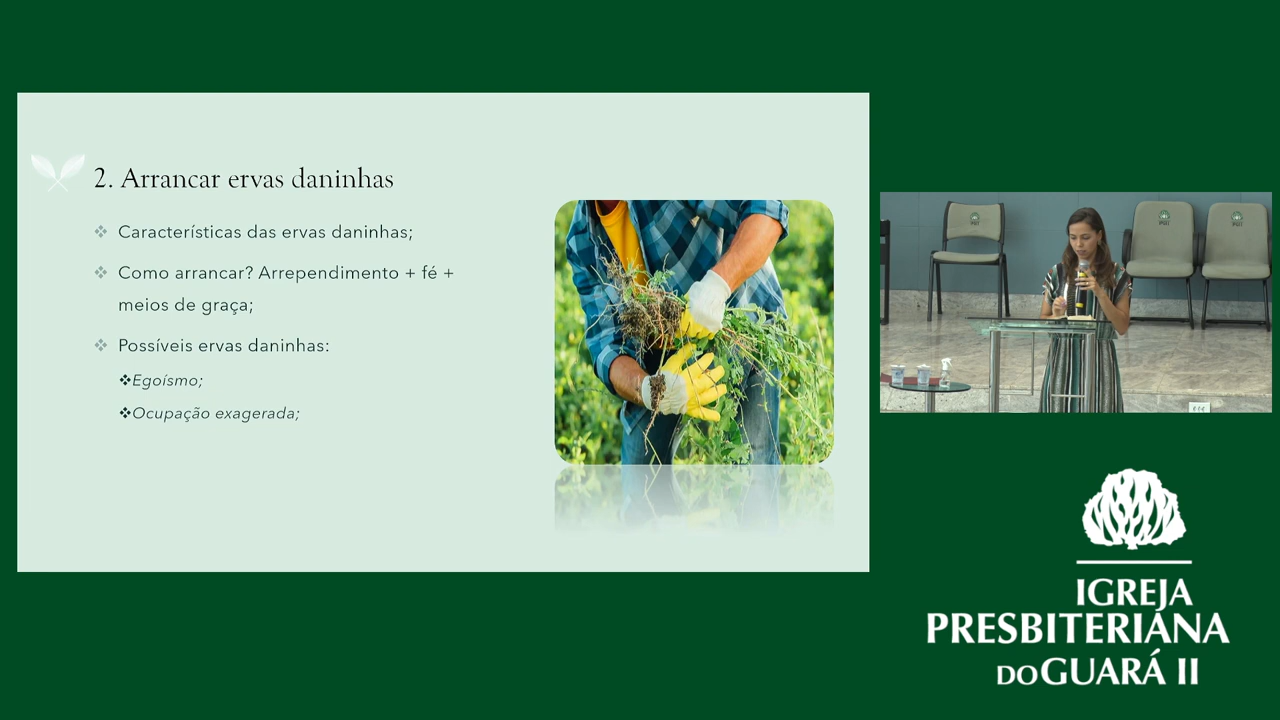 2. Arrancar ervas daninhas
Características das ervas daninhas;
Como arrancar? Arrependimento + fé +
meios de graça;
Possíveis ervas daninhas:
Egoísmo;
Ocupação exagerada;
IGREJA
PRESBITERIANA
DO GUARÁ II